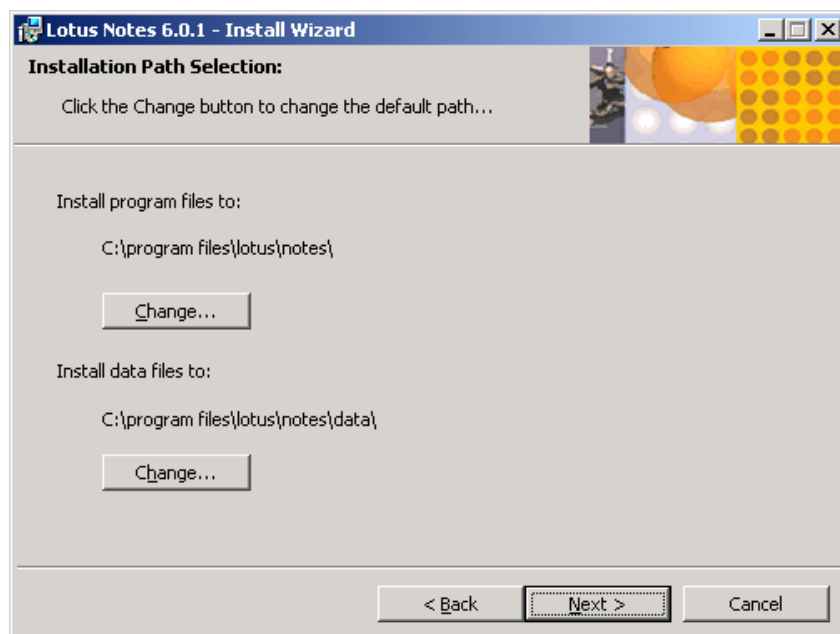 Lotus Notes 6.0.1 - Install Wizard
Installation Path Selection:
Click the Change button to change the default path...
Install program files to:
C:\program files\lotus\notes\
Change...
Install data files to:
C:\program files\lotus\notes\data\
Change...
< Back Next > Cancel